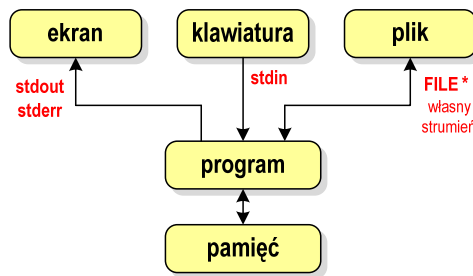 ekran
klawiatura
plik
stdout
stderr
stdin
FILE *
własny
strumień
program
pamięć